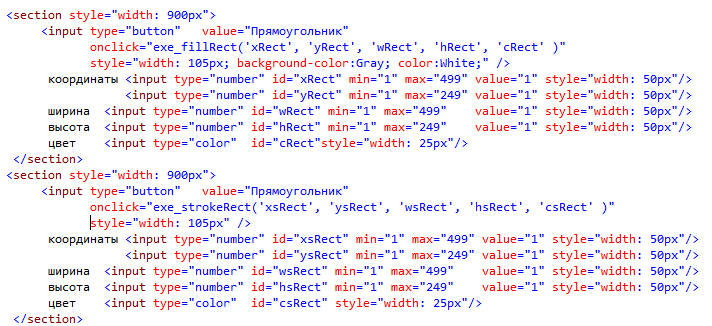 <section style="width: 900px">
<input type="button" value="Прямоугольник"
onclick="exe_fillRect('xRect', 'yRect', 'wRect', 'hRect', 'cRect' )"
style="width: 105px; background-color:Gray; color:White;" />
координаты <input type="number" id="xRect" min="1" max="499" value="1" style="width: 50px"/>
<input type="number" id="yRect" min="1" max="249" value="1" style="width: 50px"/>
ширина <input type="number" id="wRect" min="1" max="499" value="1" style="width: 50px"/>
высота <input type="number" id="hRect" min="1" max="249" value="1" style="width: 50px"/>
цвет <input type="color" id="cRect"style="width: 25px"/>
</section>
<section style="width: 900px">
<input type="button" value="Прямоугольник"
onclick="exe_strokeRect('xsRect', 'ysRect', 'wsRect', 'hsRect', 'csRect' )"
style="width: 105px" />
координаты <input type="number" id="xsRect" min="1" max="499" value="1" style="width: 50px"/>
<input type="number" id="ysRect" min="1" max="249" value="1" style="width: 50px"/>
ширина <input type="number" id="wsRect" min="1" max="499" value="1" style="width: 50px"/>
высота <input type="number" id="hsRect" min="1" max="249" value="1" style="width: 50px"/>
цвет <input type="color" id="csRect" style="width: 25px"/>
</section>